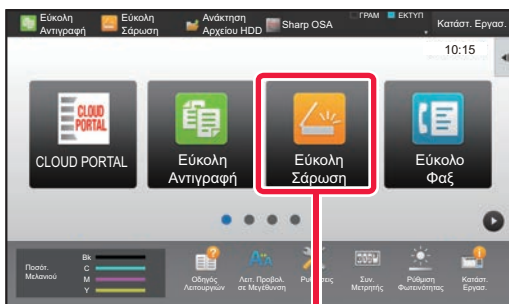 Εύκολη
Αντιγραφή
Εύκολη
Σάρωση
Ανάκτηση
Αρχείου HDD
Sharp OSA
ΓΡΑΜ
ΕΚΤΥΠ
Κατάστ. Εργασ.
10:15
CLOUD
PORTAL
CLOUD PORTAL
Εύκολη
Αντιγραφή
Εύκολη
Σάρωση
Εύκολο
Φαξ
Ποσότ.
Μελανιού
Bk
C
M
Y
Οδηγός
Λειτουργιών
Λειτ. Προβολ.
σε Μεγέθυνση
Συν.
Μετρητής
Ρύθμιση
Φωτεινότητας
Κατάστ.
Εργασ.